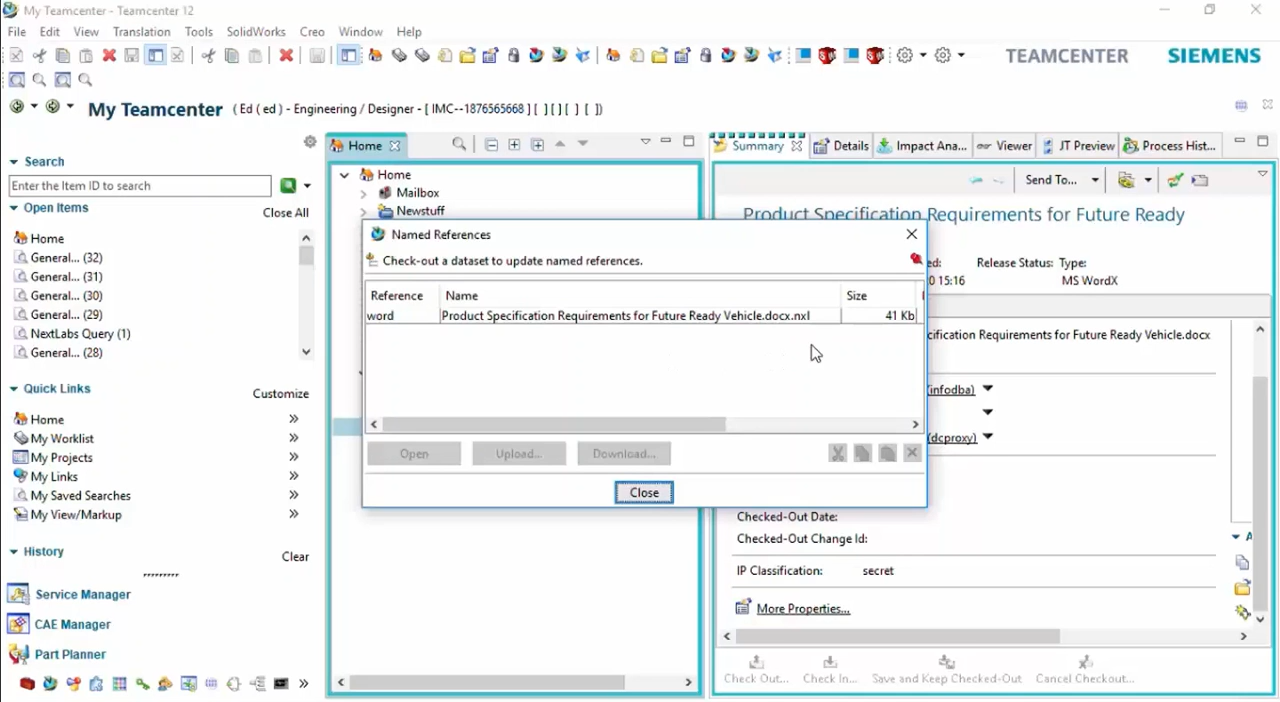 My Teamcenter - Teamcenter 12
File Edit View Translation Tools SolidWorks Creo Window Help
TEAMCENTER SIEMENS
My Teamcenter ( Ed ( ed ) - Engineering / Designer - [ IMC--1876565668 ] [ ] [ ] [ ] [ ])
Search
Enter the Item ID to search
Open Items Close All
Home
General... (32)
General... (31)
General... (30)
General... (29)
NextLabs Query (1)
General... (28)
Quick Links Customize
Home
My Worklist
My Projects
My Links
My Saved Searches
My View/Markup
History Clear
Service Manager
CAE Manager
Part Planner
Home
Home
Mailbox
Newstuff
Named References
Check-out a dataset to update named references.
Reference Name Size
word Product Specification Requirements for Future Ready Vehicle.docx.nxl 41 Kb
Open Upload... Download...
Close
Summary Details Impact Ana... Viewer JT Preview Process Hist...
Send To...
Product Specification Requirements for Future Ready
ed: Release Status: Type:
0 15:16 MS WordX
cification Requirements for Future Ready Vehicle.docx
(infodba)
(dcproxy)
Checked-Out Date:
Checked-Out Change Id:
IP Classification: secret
More Properties...
Check Out... Check In... Save and Keep Checked-Out Cancel Checkout...